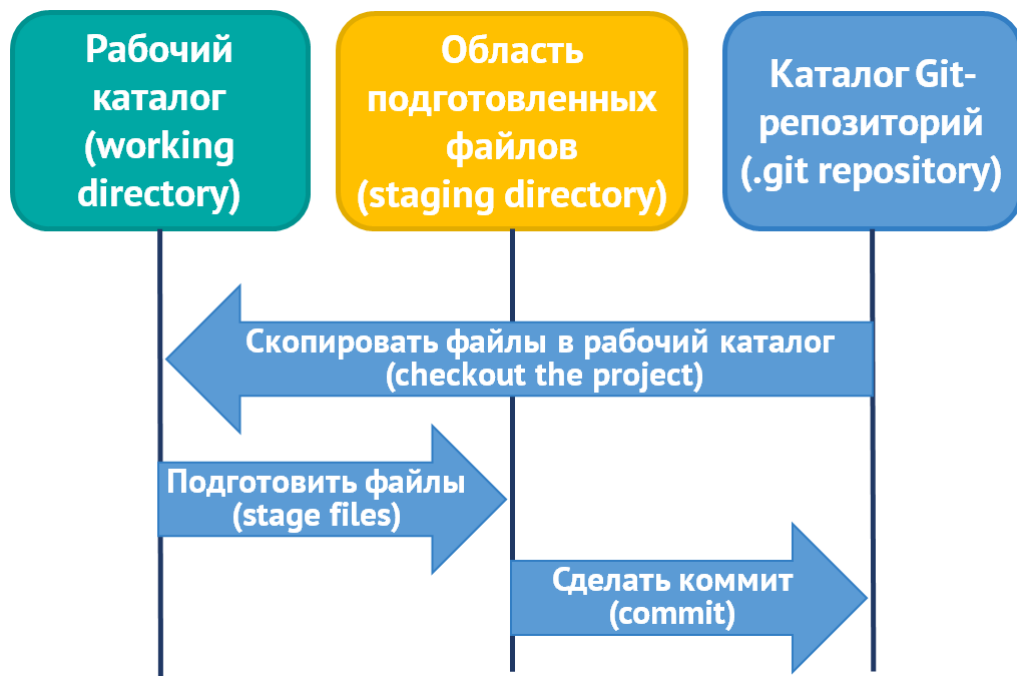 Рабочий
каталог
(working
directory)
Область
подготовленных
файлов
(staging directory)
Каталог Git-
репозиторий
(.git repository)
Скопировать файлы в рабочий каталог
(checkout the project)
Подготовить файлы
(stage files)
Сделать коммит
(commit)